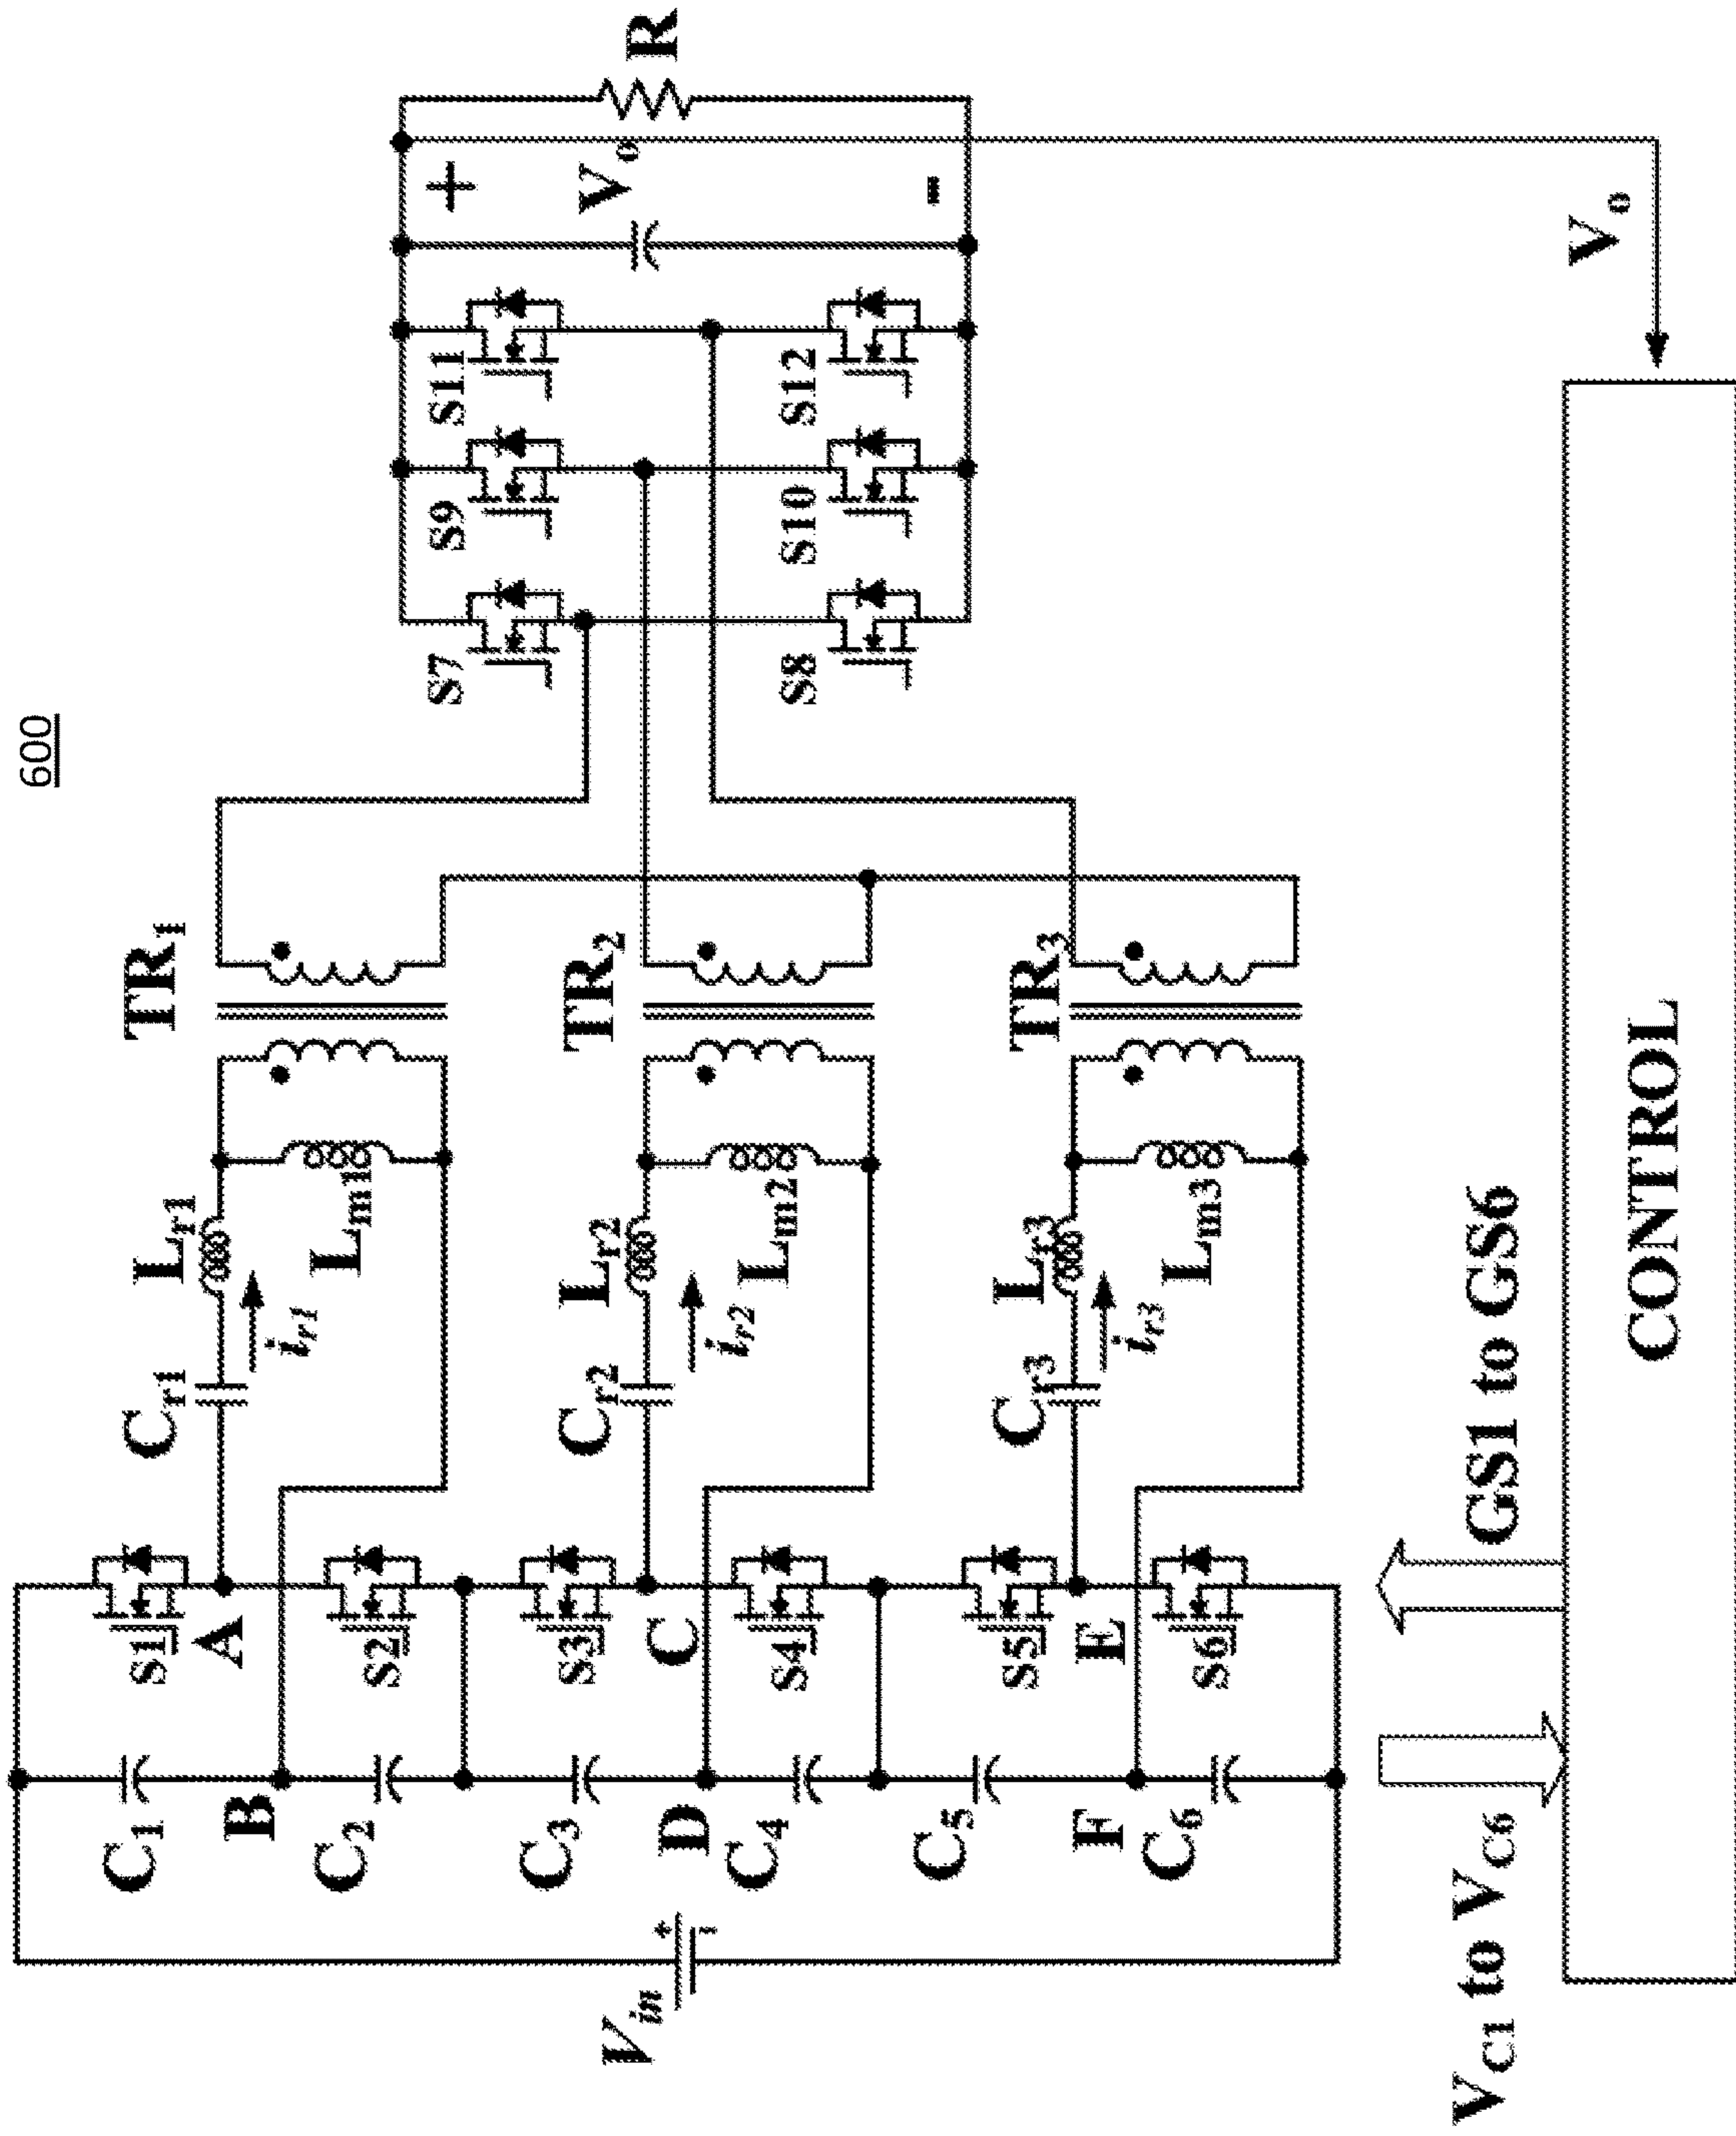 600
TR1
TR2
TR3
Cr1
Lr1
ir1
Lm1
Cr2
Lr2
ir2
Lm2
Cr3
Lr3
ir3
Lm3
Vin
+
-
C1
B
C2
C3
D
C4
C5
F
C6
S1
A
S2
S3
C
S4
S5
E
S6
S7
S9
S11
S8
S10
S12
+
Vo
-
R
Vo
VC1 to VC6
GS1 to GS6
CONTROL